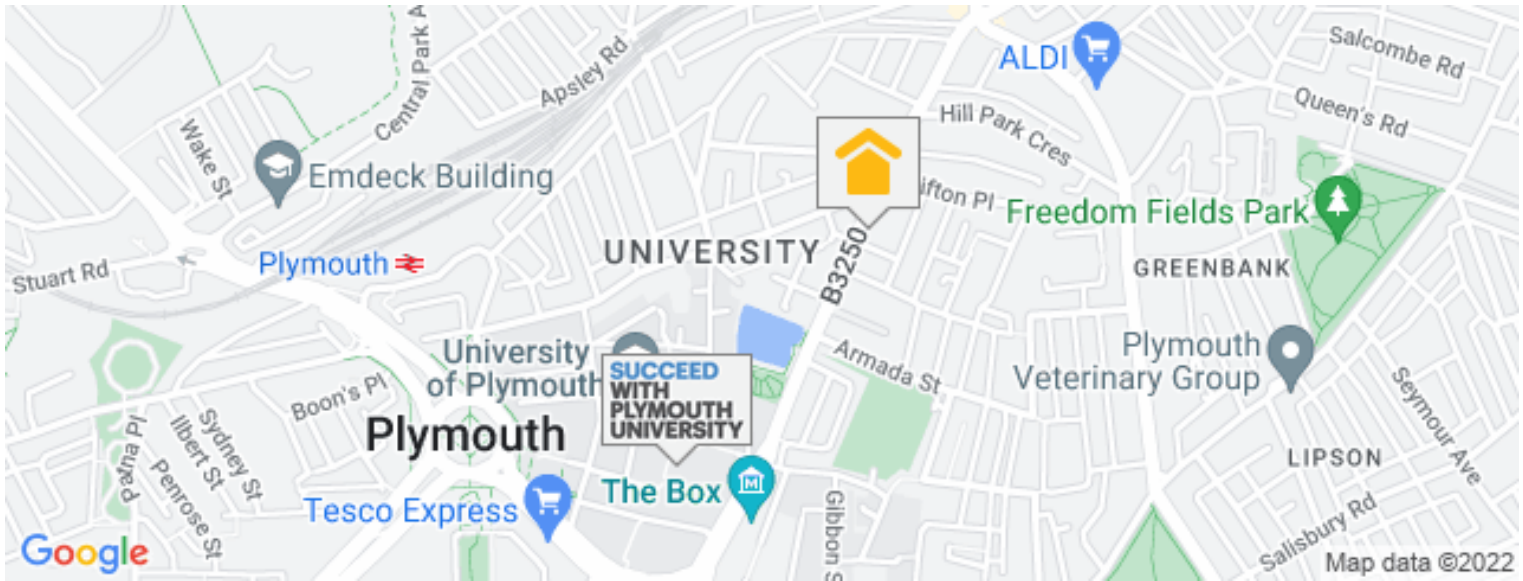 Salcombe Rd
ALDI
Central Park A
Apsley Rd
Queen's Rd
Hill Park Cres
Wake St
Emdeck Building
ifton Pl
Freedom Fields Park
UNIVERSITY
Plymouth
Stuart Rd
B3250
GREENBANK
University
of Plymouth
SUCCEED
WITH
PLYMOUTH
UNIVERSITY
Armada St
Plymouth
Veterinary Group
Boon's Pl
Plymouth
Seymour Ave
Sydney St
Ilbert St
Patna Pl
Penrose St
LIPSON
The Box
M
Tesco Express
Gibbon S
Salisbury Rd
Google
Map data ©2022